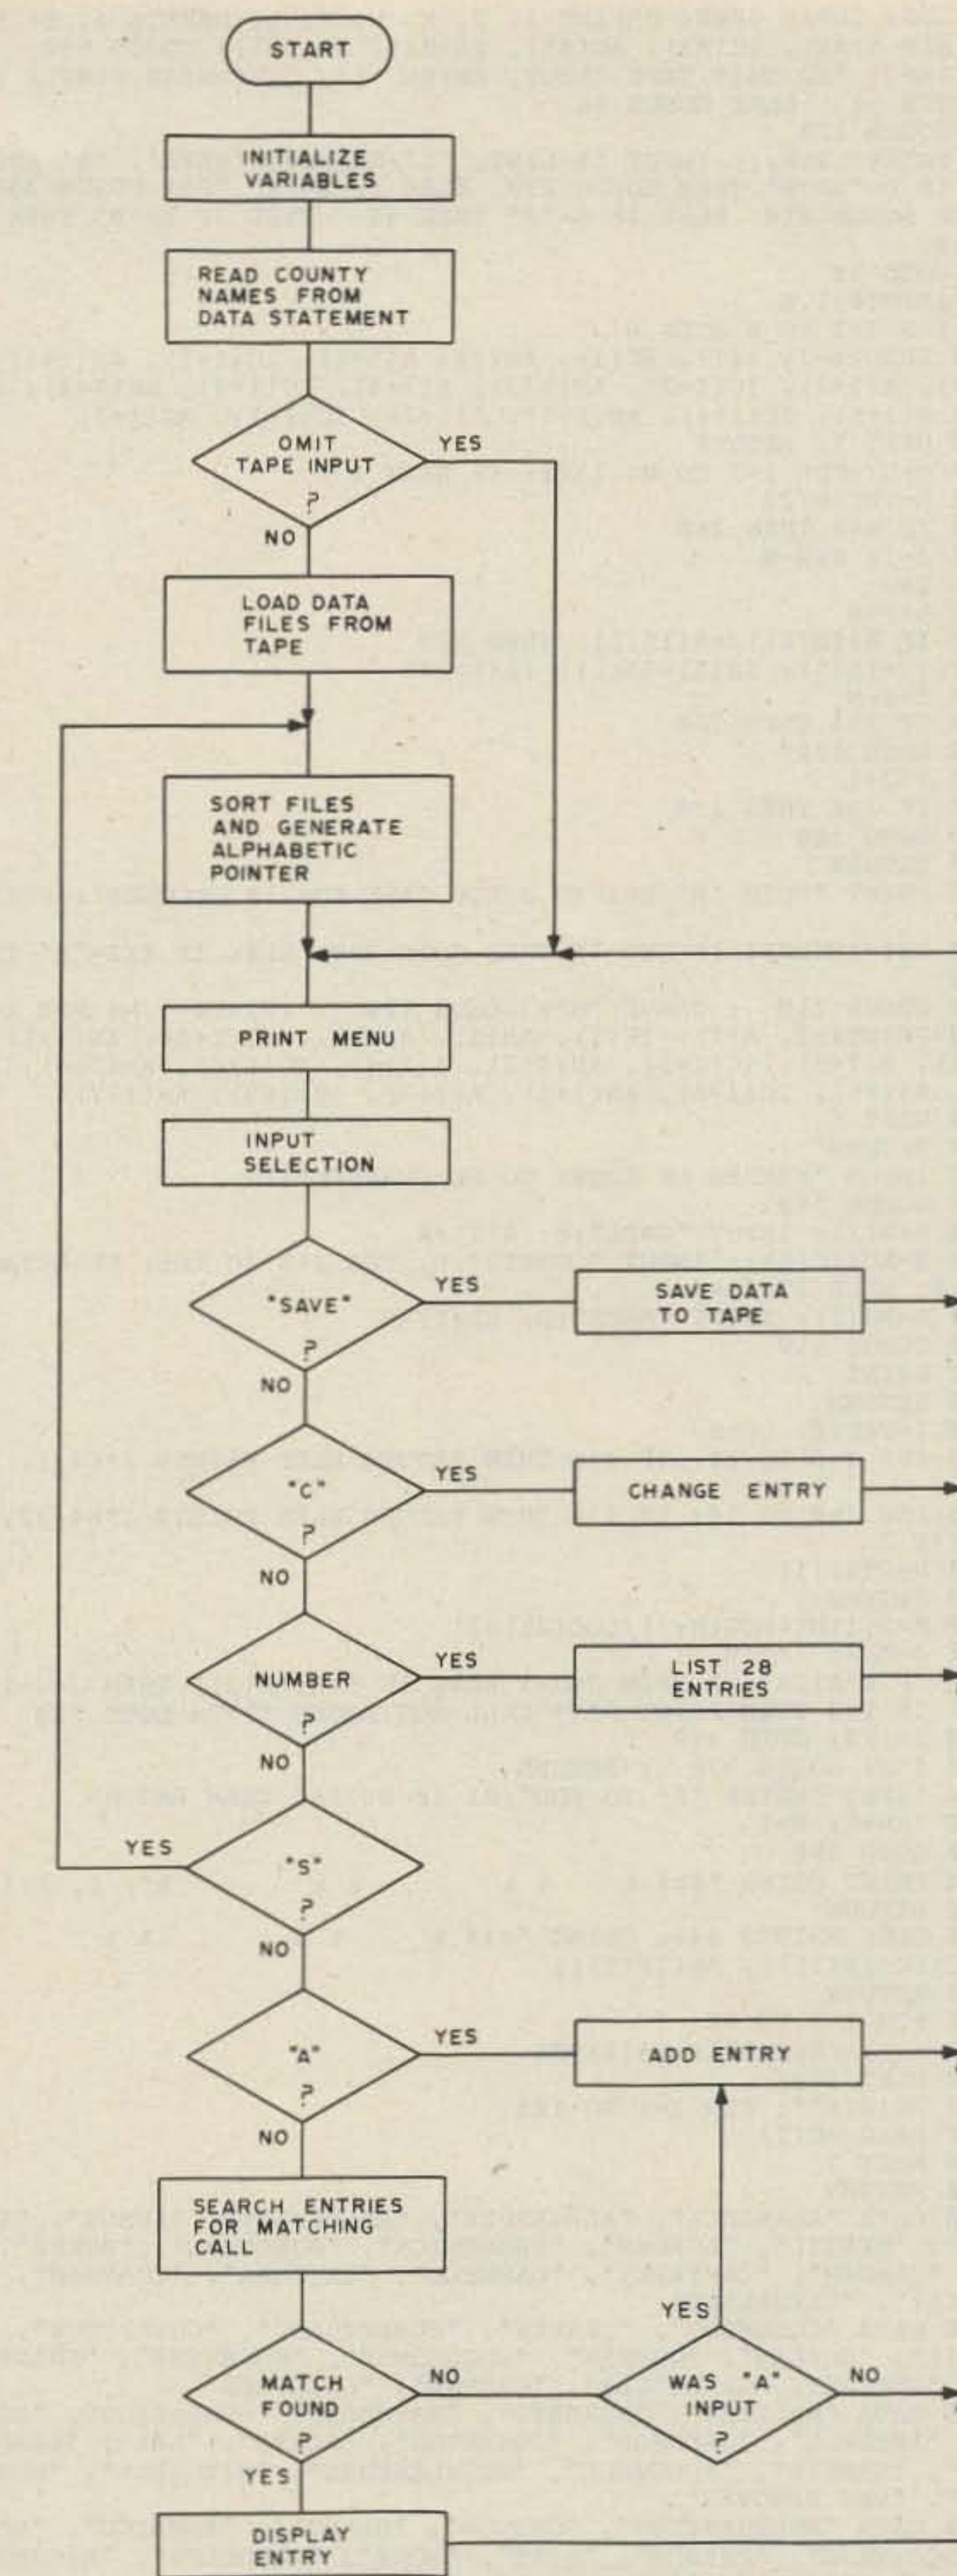 START
INITIALIZE
VARIABLES
READ COUNTY
NAMES FROM
DATA STATEMENT
OMIT
TAPE INPUT
?
YES
NO
LOAD DATA
FILES FROM
TAPE
SORT FILES
AND GENERATE
ALPHABETIC
POINTER
PRINT MENU
INPUT
SELECTION
"SAVE"
?
YES
SAVE DATA
TO TAPE
NO
"C"
?
YES
CHANGE ENTRY
NO
NUMBER
?
YES
LIST 28
ENTRIES
NO
YES
"S"
?
NO
"A"
?
YES
ADD ENTRY
NO
SEARCH ENTRIES
FOR MATCHING
CALL
MATCH
FOUND
?
NO
YES
WAS "A"
INPUT
?
NO
YES
DISPLAY
ENTRY